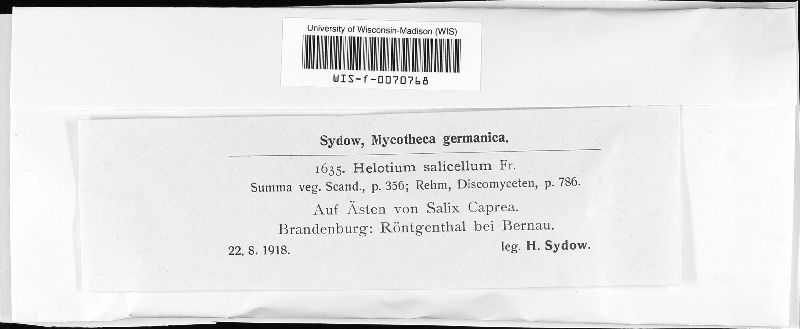 University of Wisconsin-Madison (WIS)
WIS-f-0070768
Sydow, Mycotheca germanica.
1635. Helotium salicellum Fr.
Summa veg. Scand., p. 356; Rehm, Discomyceten, p. 786.
Auf Ästen von Salix Caprea.
Brandenburg: Röntgenthal bei Bernau.
22. 8. 1918. leg. H. Sydow.